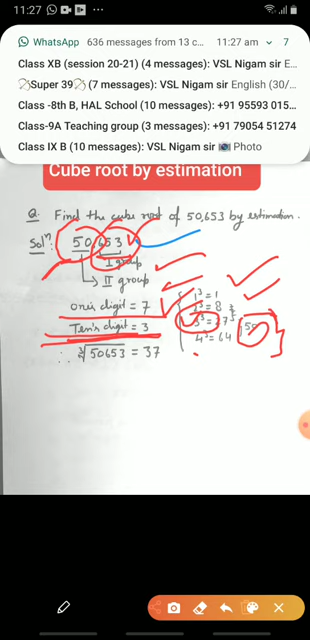 11:27
WhatsApp 636 messages from 13 c... 11:27 am 7
Class XB (session 20-21) (4 messages): VSL Nigam sir E...
Super 39 (7 messages): VSL Nigam sir English (30/...
Class -8th B, HAL School (10 messages): +91 95593 015...
Class-9A Teaching group (3 messages): +91 79054 51274
Class IX B (10 messages): VSL Nigam sir 📷 Photo
Cube root by estimation
Q. Find the cube root of 50,653 by estimation.
Solⁿ: 50,653
I group
II group
one's digit = 7
Ten's digit = 3
∴ ∛50653 = 37
1³ = 1
2³ = 8
3³ = 27
4³ = 64
50